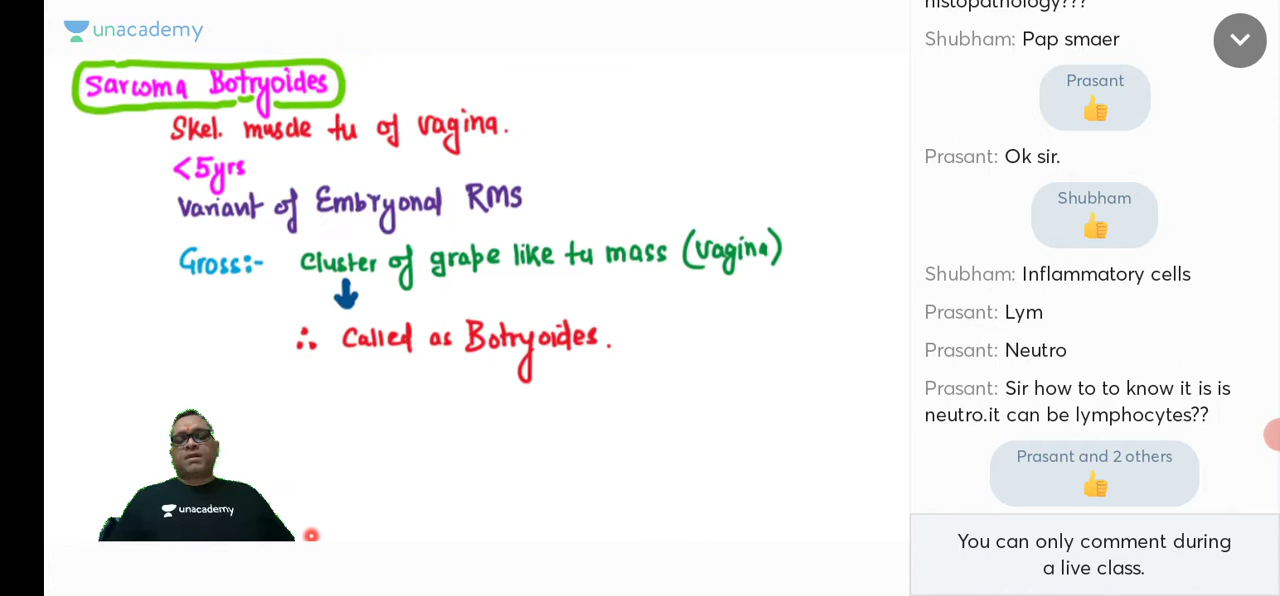 unacademy
Sarcoma Botryoides
Skel. muscle tu of vagina.
<5yrs
Variant of Embryonal RMS
Gross:- Cluster of grape like tu mass (vagina)
∴ Called as Botryoides.
unacademy
histopathology???
Shubham: Pap smaer
Prasant
Prasant: Ok sir.
Shubham
Shubham: Inflammatory cells
Prasant: Lym
Prasant: Neutro
Prasant: Sir how to to know it is is
neutro.it can be lymphocytes??
Prasant and 2 others
You can only comment during
a live class.